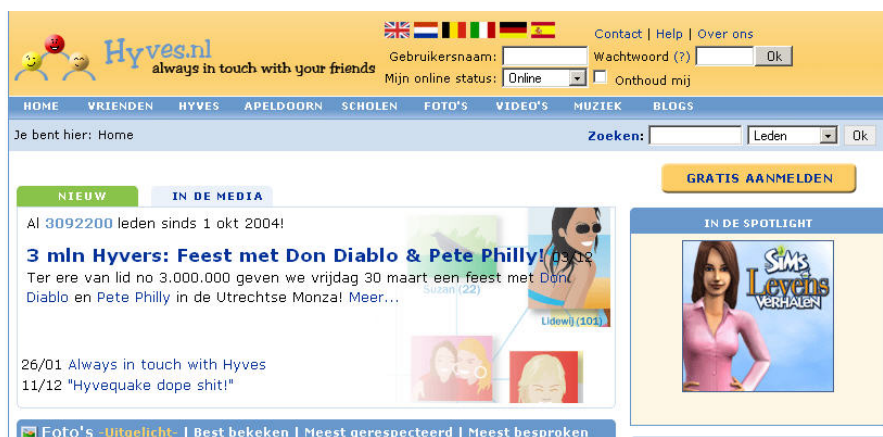 Hyves.nl
always in touch with your friends
Contact | Help | Over ons
Gebruikersnaam: Wachtwoord (?) Ok
Mijn online status: Online Onthoud mij
HOME VRIENDEN HYVES APELDOORN SCHOLEN FOTO'S VIDEO'S MUZIEK BLOGS
Je bent hier: Home
Zoeken: Leden Ok
GRATIS AANMELDEN
NIEUW IN DE MEDIA
Al 3092200 leden sinds 1 okt 2004!
3 mln Hyvers: Feest met Don Diablo & Pete Philly! 03/12
Ter ere van lid no 3.000.000 geven we vrijdag 30 maart een feest met Don
Diablo en Pete Philly in de Utrechtse Monza! Meer...
Suzan (22)
Lidewij (101)
26/01 Always in touch with Hyves
11/12 "Hyvequake dope shit!"
IN DE SPOTLIGHT
SiMS
Levens
VERHALEN
Foto's -Uitgelicht- | Best bekeken | Meest gerespecteerd | Meest besproken